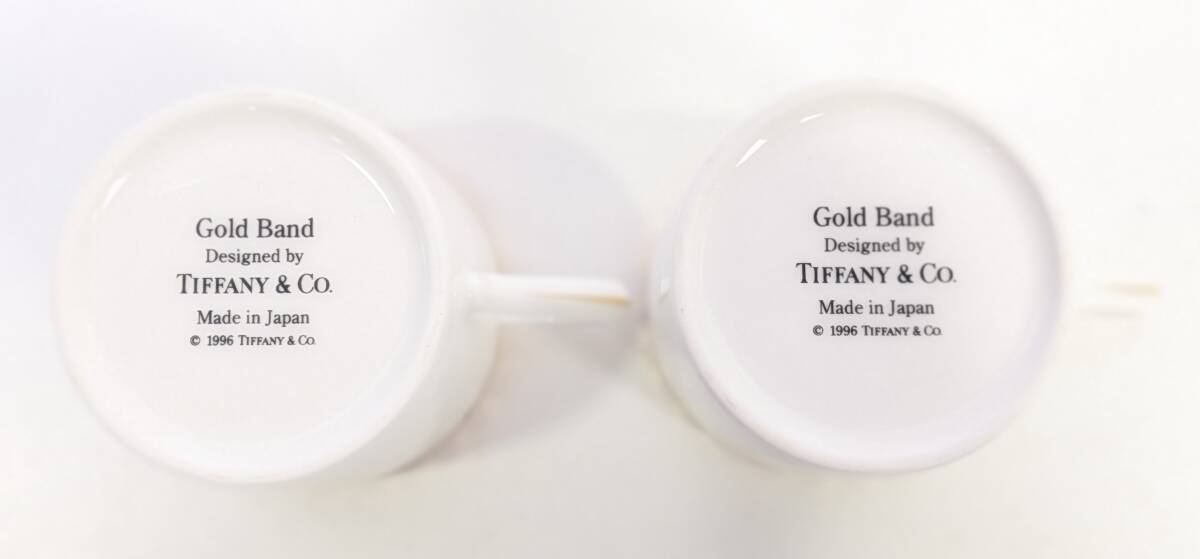 Gold Band
Designed by
TIFFANY & CO.
Made in Japan
© 1996 TIFFANY & CO.
Gold Band
Designed by
TIFFANY & CO.
Made in Japan
© 1996 TIFFANY & CO.